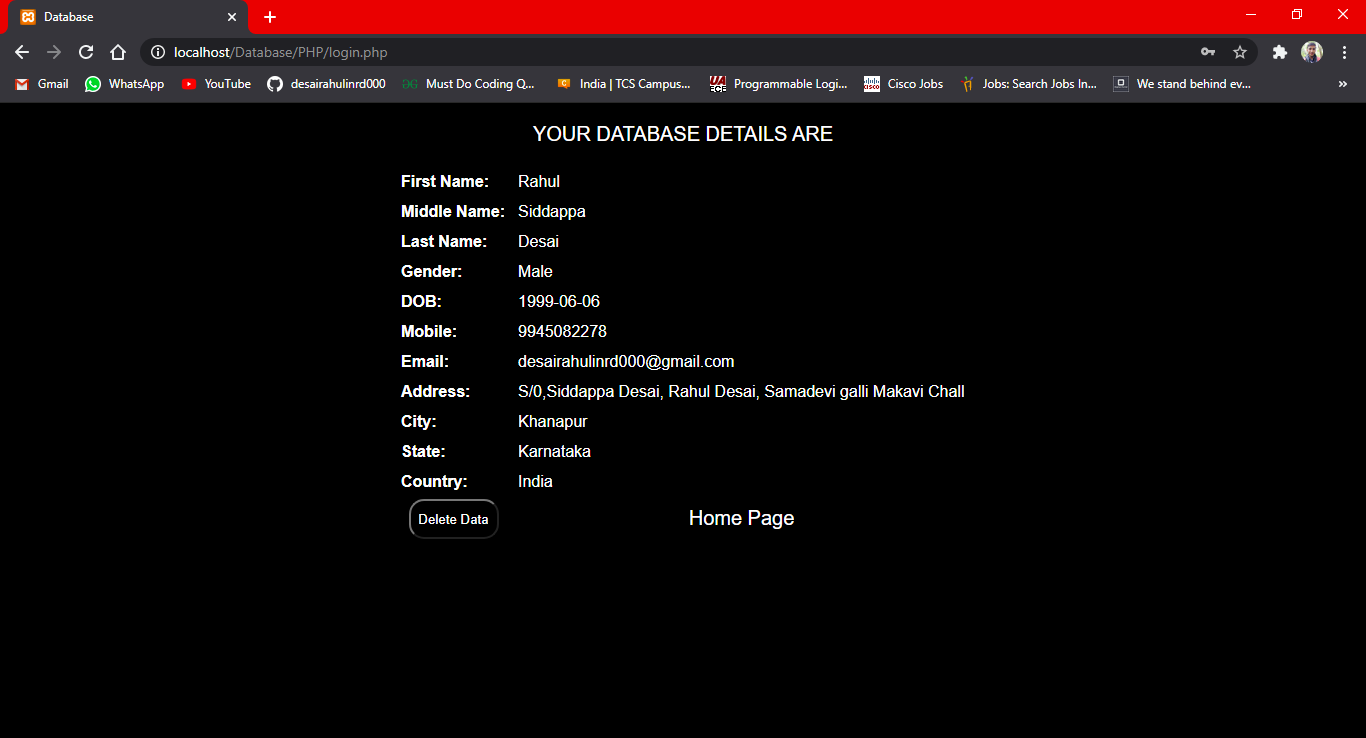 Database
localhost/Database/PHP/login.php
Gmail WhatsApp YouTube desairahulinrd000 Must Do Coding Q... India | TCS Campus... Programmable Logi... Cisco Jobs Jobs: Search Jobs In... We stand behind ev... »
YOUR DATABASE DETAILS ARE
First Name: Rahul
Middle Name: Siddappa
Last Name: Desai
Gender: Male
DOB: 1999-06-06
Mobile: 9945082278
Email: desairahulinrd000@gmail.com
Address: S/0,Siddappa Desai, Rahul Desai, Samadevi galli Makavi Chall
City: Khanapur
State: Karnataka
Country: India
Delete Data Home Page